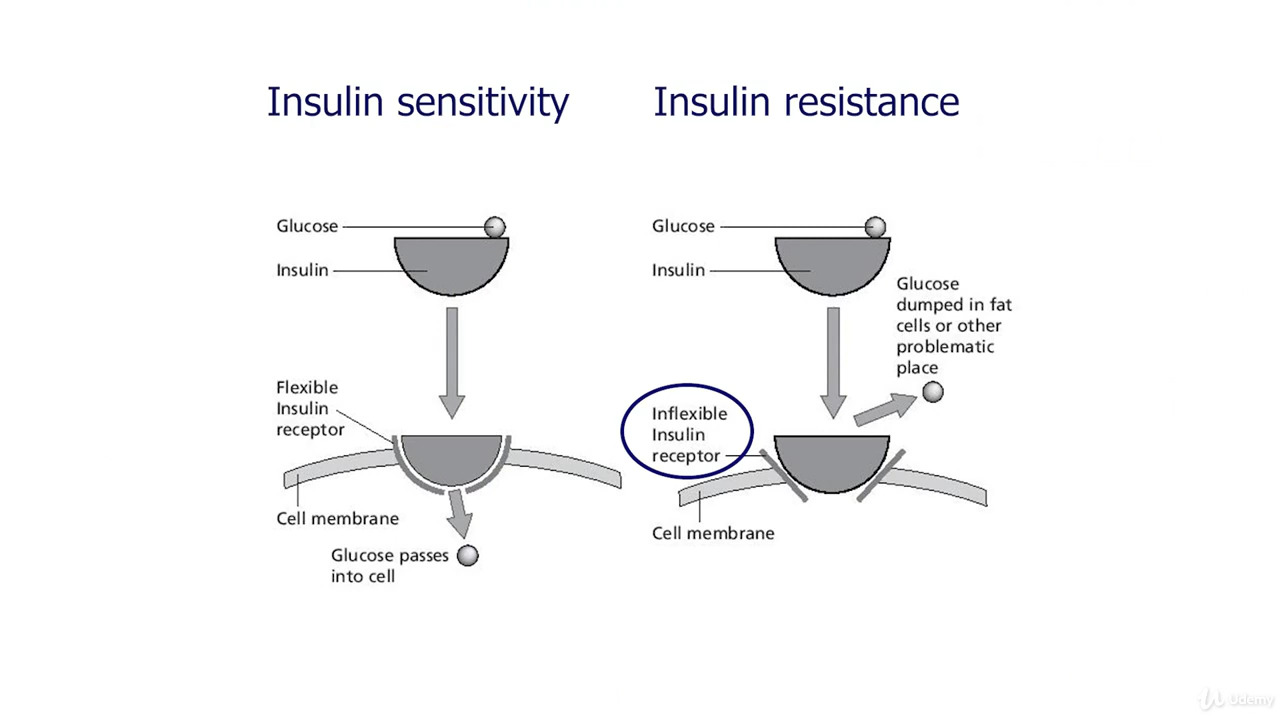 Insulin sensitivity
Insulin resistance
Glucose
Insulin
Flexible
Insulin
receptor
Cell membrane
Glucose passes
into cell
Glucose
Insulin
Glucose
dumped in fat
cells or other
problematic
place
Inflexible
Insulin
receptor
Cell membrane
Udemy